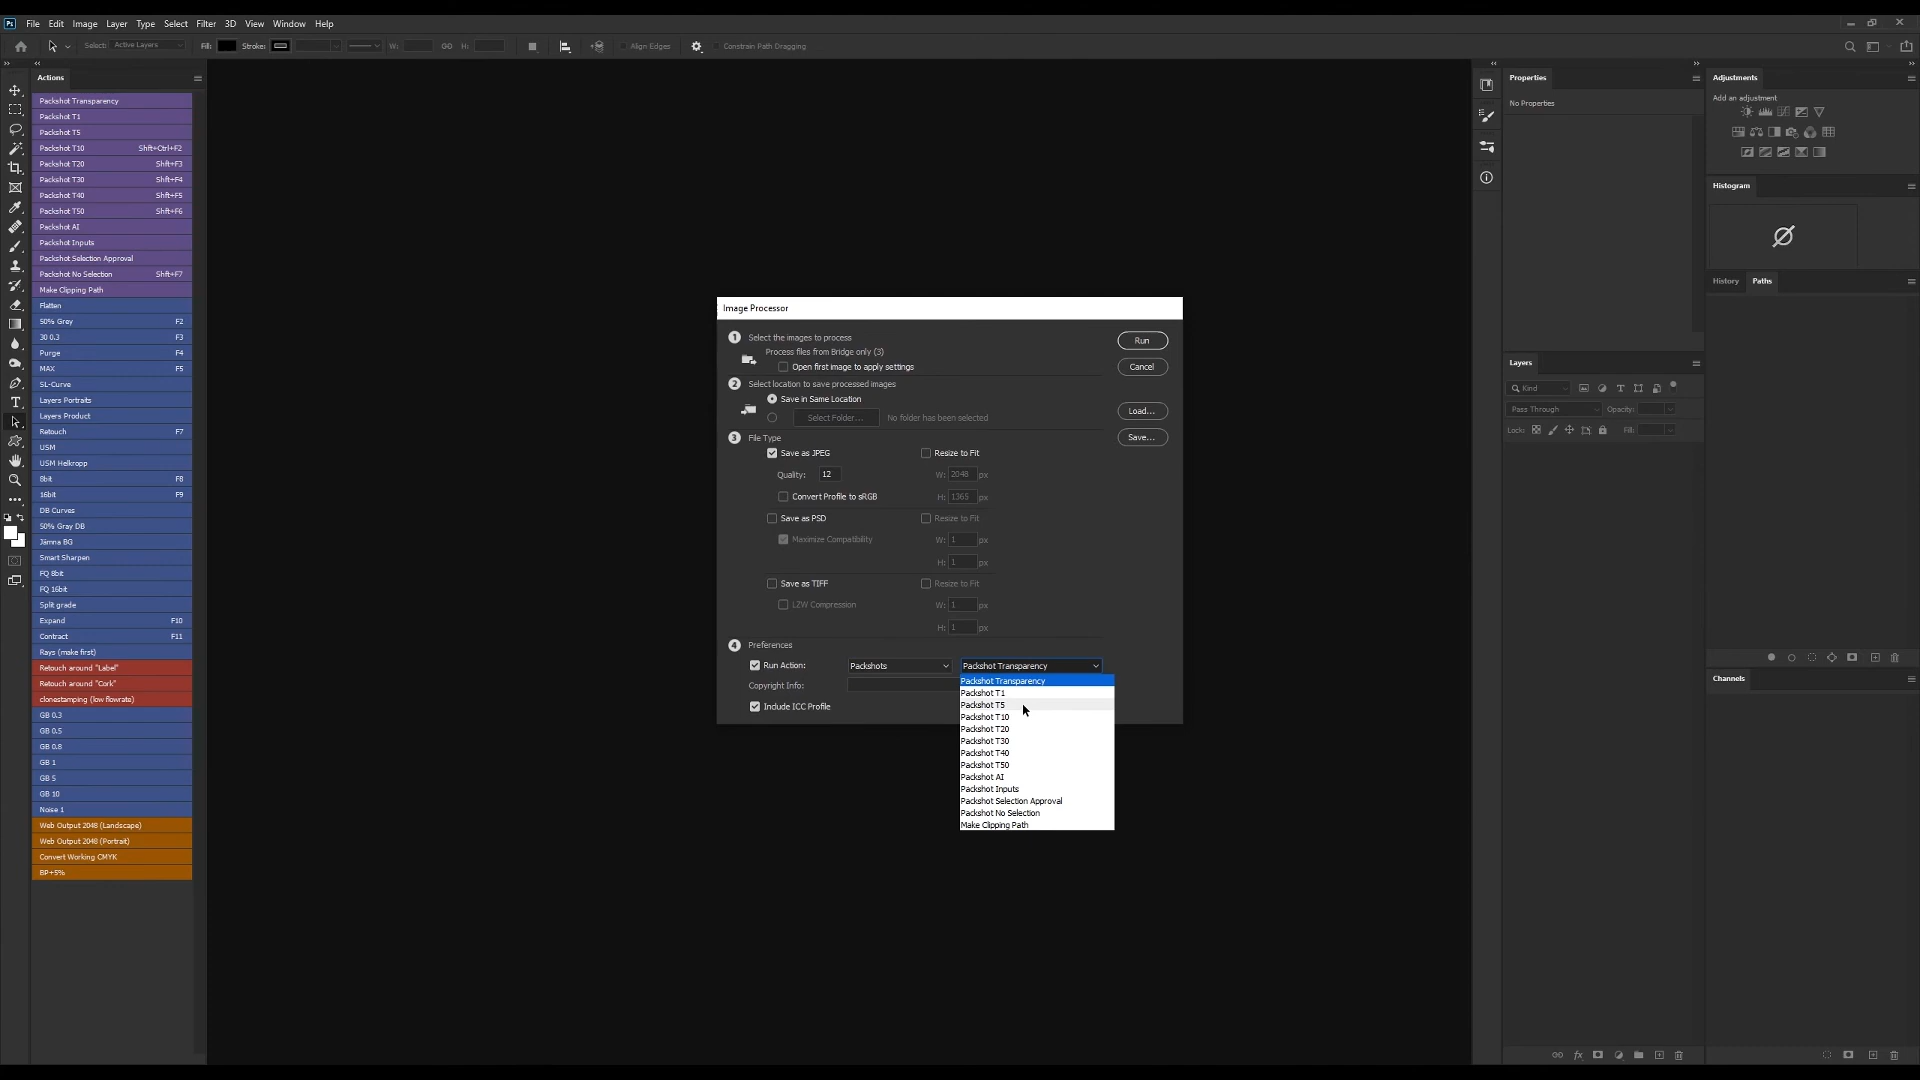 Ps File Edit Image Layer Type Select Filter 3D View Window Help
Select: Active Layers Fill: Stroke: W: H: Align Edges Constrain Path Dragging
Actions
Packshot Transparency
Packshot T1
Packshot T5
Packshot T10 Shft+Ctrl+F2
Packshot T20 Shft+F3
Packshot T30 Shft+F4
Packshot T40 Shft+F5
Packshot T50 Shft+F6
Packshot AI
Packshot Inputs
Packshot Selection Approval
Packshot No Selection Shft+F7
Make Clipping Path
Flatten
50% Grey F2
30 0.3 F3
Purge F4
MAX F5
SL-Curve
Layers Portraits
Layers Product
Retouch F7
USM
USM Helkropp
8bit F8
16bit F9
DB Curves
50% Gray DB
Jämna BG
Smart Sharpen
FQ 8bit
FQ 16bit
Split grade
Expand F10
Contract F11
Rays (make first)
Retouch around "Label"
Retouch around "Cork"
clonestamping (low flowrate)
GB 0.3
GB 0.5
GB 0.8
GB 1
GB 5
GB 10
Noise 1
Web Output 2048 (Landscape)
Web Output 2048 (Portrait)
Convert Working CMYK
BP+5%
Image Processor
1 Select the images to process
Process files from Bridge only (3)
Open first image to apply settings
2 Select location to save processed images
Save in Same Location
Select Folder... No folder has been selected
3 File Type
Save as JPEG Resize to Fit
Quality: 12 W: 2048 px
Convert Profile to sRGB H: 1365 px
Save as PSD Resize to Fit
Maximize Compatibility W: 1 px
H: 1 px
Save as TIFF Resize to Fit
LZW Compression W: 1 px
H: 1 px
4 Preferences
Run Action: Packshots Packshot Transparency
Copyright Info:
Include ICC Profile
Run
Cancel
Load...
Save...
Packshot Transparency
Packshot T1
Packshot T5
Packshot T10
Packshot T20
Packshot T30
Packshot T40
Packshot T50
Packshot AI
Packshot Inputs
Packshot Selection Approval
Packshot No Selection
Make Clipping Path
Properties
No Properties
Layers
Kind
Pass Through Opacity:
Lock: Fill:
Adjustments
Add an adjustment
Histogram
History Paths
Channels